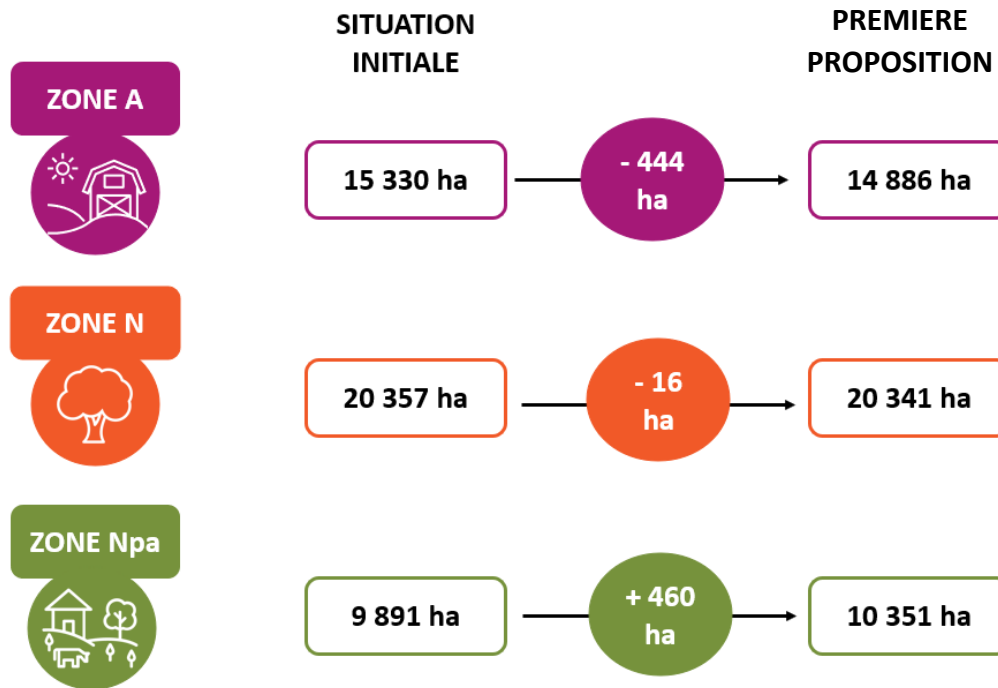 SITUATION
INITIALE
PREMIERE
PROPOSITION
ZONE A
15 330 ha
- 444
ha
14 886 ha
ZONE N
20 357 ha
- 16
ha
20 341 ha
ZONE Npa
9 891 ha
+ 460
ha
10 351 ha